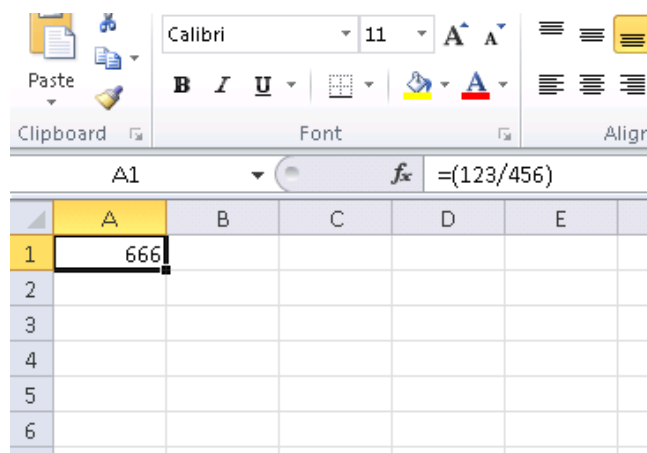 Calibri 11 A A
Paste
B I U A
Clipboard Font Align
A1 fx =(123/456)
A B C D E
1 666
2
3
4
5
6